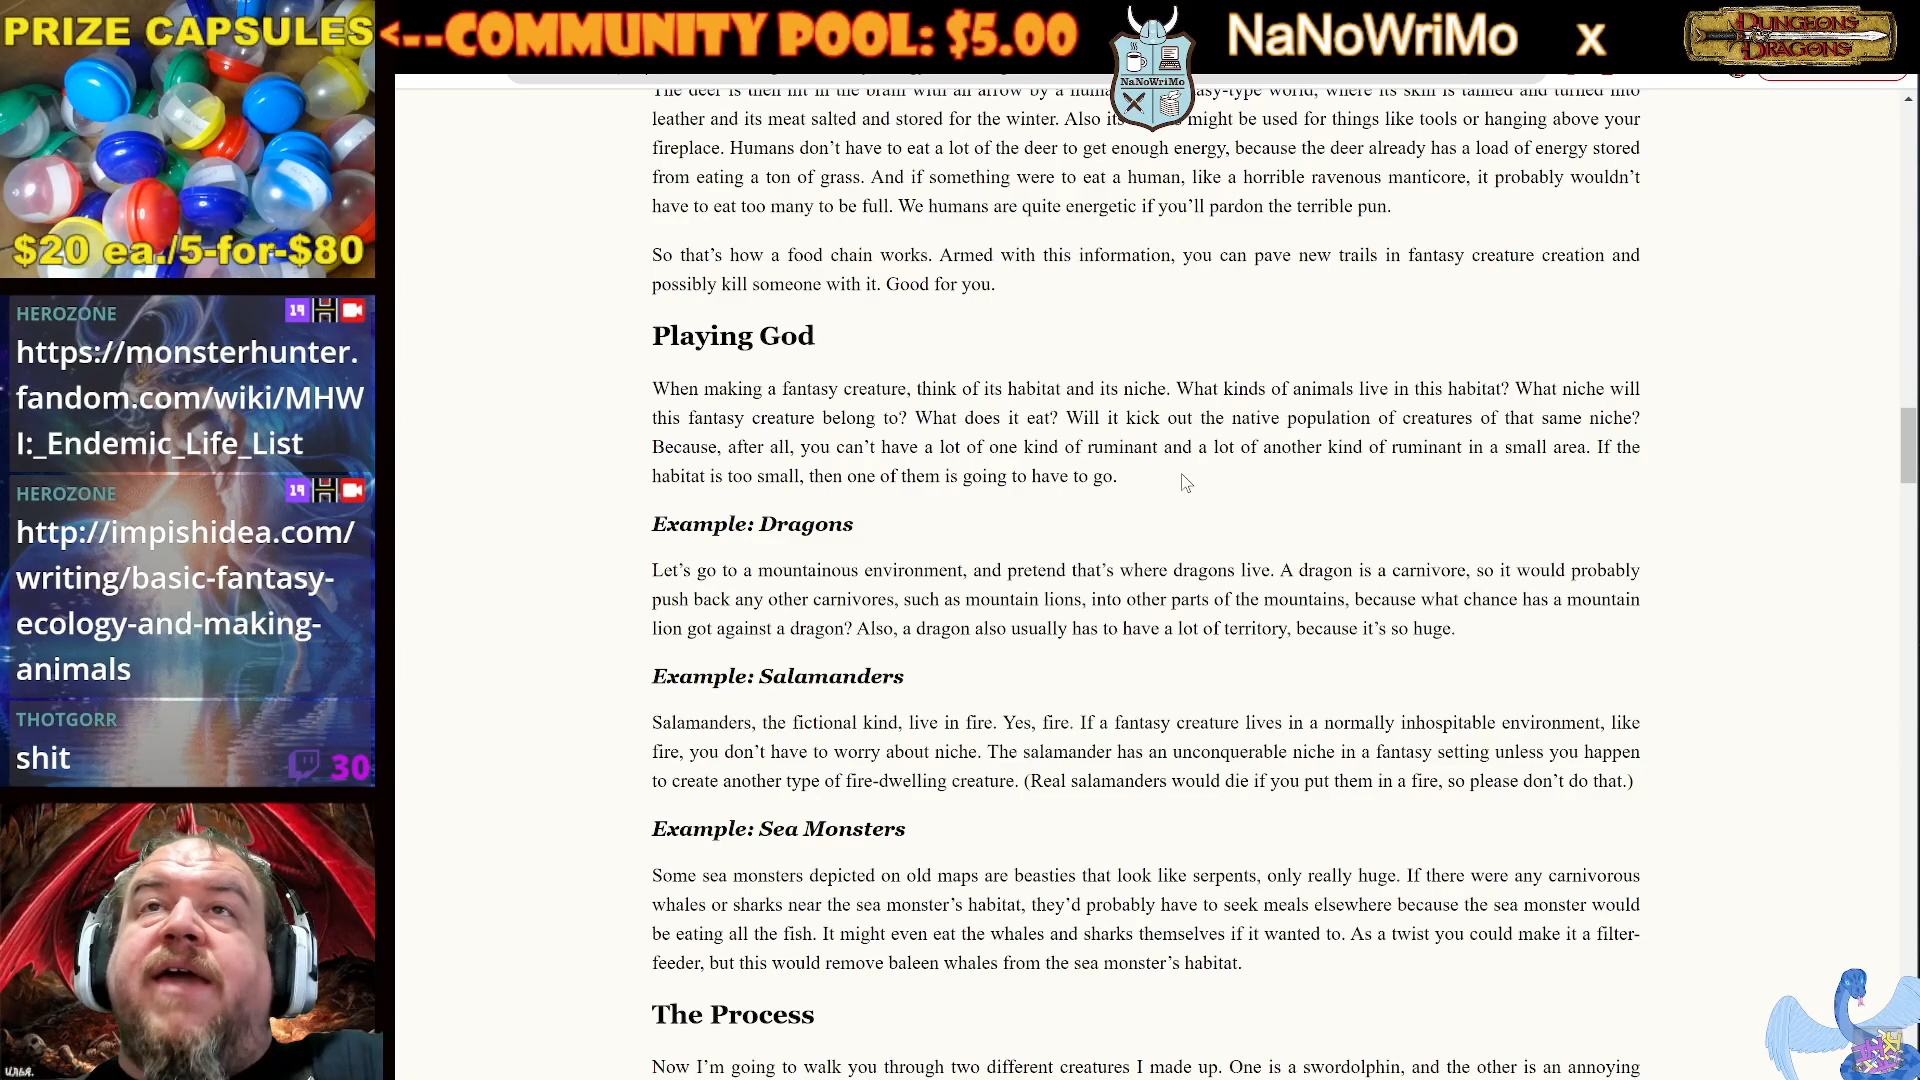 PRIZE CAPSULES
<--COMMUNITY POOL: $5.00
NaNoWriMo
NaNoWriMo x
DUNGEONS DRAGONS
$20 ea./5-for-$80
HEROZONE
19
https://monsterhunter.
fandom.com/wiki/MHW
I:_Endemic_Life_List
HEROZONE
19
http://impishidea.com/
writing/basic-fantasy-
ecology-and-making-
animals
THOTGORR
shit
30
The deer is then hit in the brain with an arrow by a world, where its skin is tanned and turned into
leather and its meat salted and stored for the winter. Also might be used for things like tools or hanging above your
fireplace. Humans don’t have to eat a lot of the deer to get enough energy, because the deer already has a load of energy stored
from eating a ton of grass. And if something were to eat a human, like a horrible ravenous manticore, it probably wouldn’t
have to eat too many to be full. We humans are quite energetic if you’ll pardon the terrible pun.
So that’s how a food chain works. Armed with this information, you can pave new trails in fantasy creature creation and
possibly kill someone with it. Good for you.
Playing God
When making a fantasy creature, think of its habitat and its niche. What kinds of animals live in this habitat? What niche will
this fantasy creature belong to? What does it eat? Will it kick out the native population of creatures of that same niche?
Because, after all, you can’t have a lot of one kind of ruminant and a lot of another kind of ruminant in a small area. If the
habitat is too small, then one of them is going to have to go.
Example: Dragons
Let’s go to a mountainous environment, and pretend that’s where dragons live. A dragon is a carnivore, so it would probably
push back any other carnivores, such as mountain lions, into other parts of the mountains, because what chance has a mountain
lion got against a dragon? Also, a dragon also usually has to have a lot of territory, because it’s so huge.
Example: Salamanders
Salamanders, the fictional kind, live in fire. Yes, fire. If a fantasy creature lives in a normally inhospitable environment, like
fire, you don’t have to worry about niche. The salamander has an unconquerable niche in a fantasy setting unless you happen
to create another type of fire-dwelling creature. (Real salamanders would die if you put them in a fire, so please don’t do that.)
Example: Sea Monsters
Some sea monsters depicted on old maps are beasties that look like serpents, only really huge. If there were any carnivorous
whales or sharks near the sea monster’s habitat, they’d probably have to seek meals elsewhere because the sea monster would
be eating all the fish. It might even eat the whales and sharks themselves if it wanted to. As a twist you could make it a filter-
feeder, but this would remove baleen whales from the sea monster’s habitat.
The Process
Now I’m going to walk you through two different creatures I made up. One is a swordolphin, and the other is an annoying